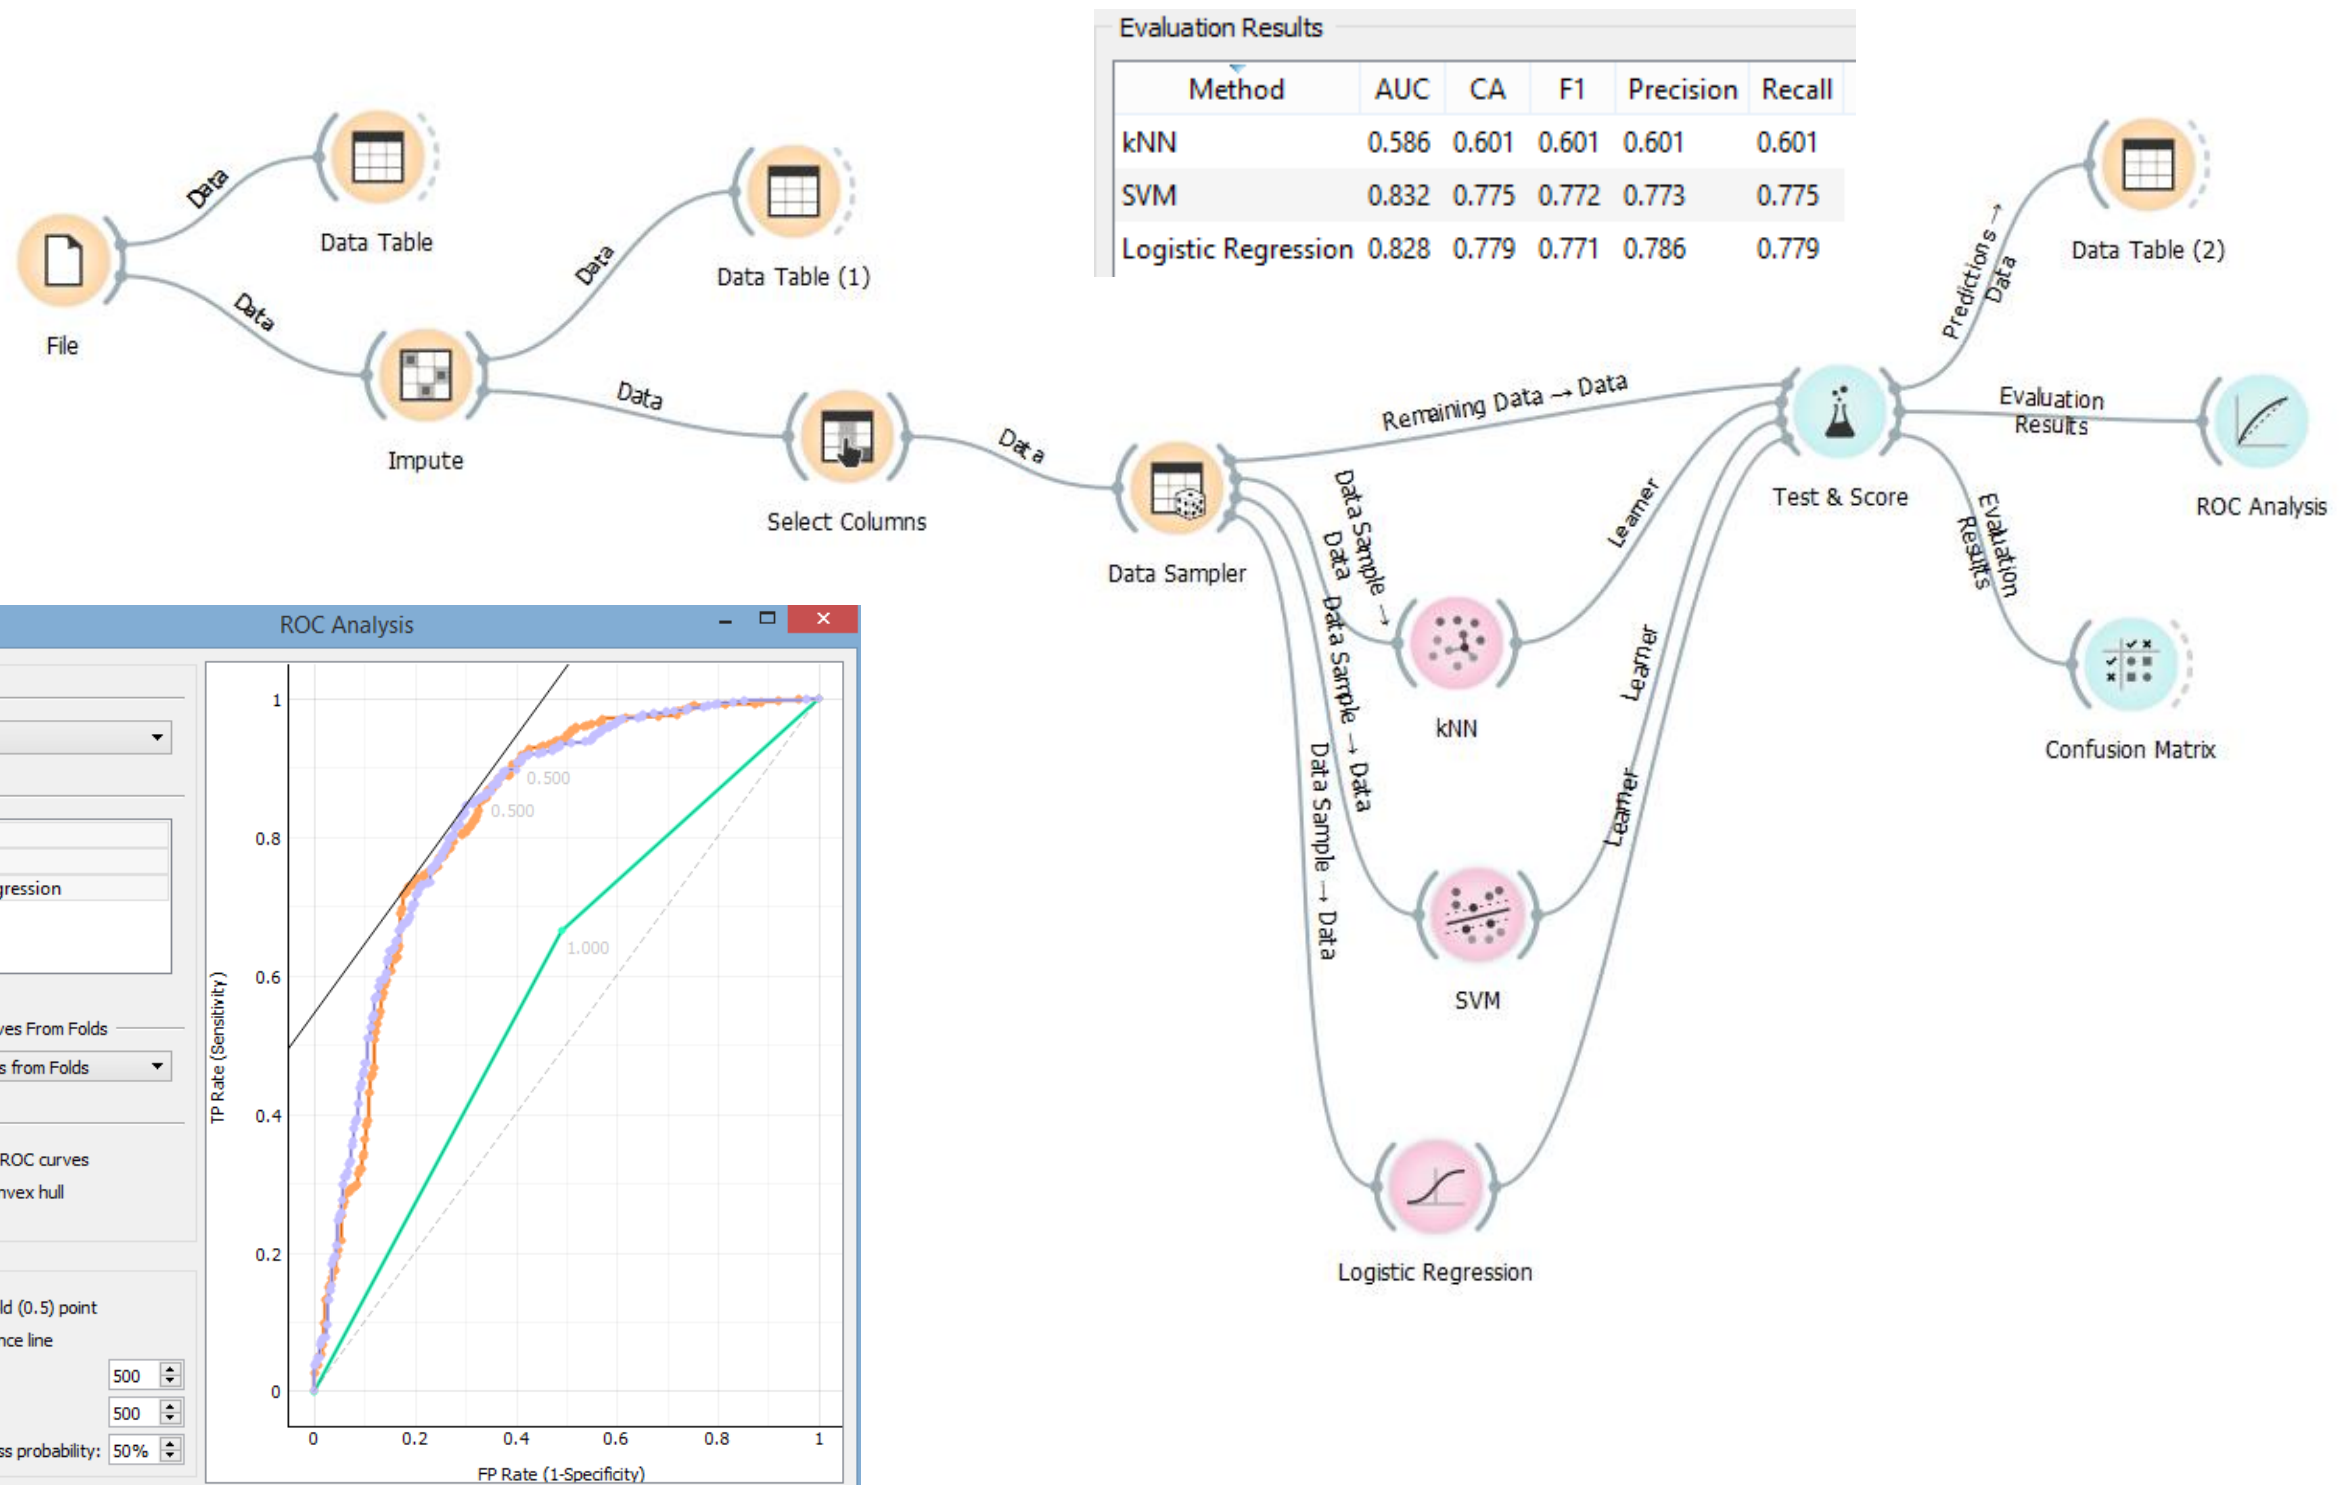 Evaluation Results
Method AUC CA F1 Precision Recall
kNN 0.586 0.601 0.601 0.601 0.601
SVM 0.832 0.775 0.772 0.773 0.775
Logistic Regression 0.828 0.779 0.771 0.786 0.779
File
Data
Data Table
Data
Impute
Data
Data Table (1)
Data
Select Columns
Data
Data Sampler
Remaining Data → Data
Data Sample →
Data
Data Sample → Data
Data Sample → Data
kNN
SVM
Logistic Regression
Learner
Learner
Learner
Test & Score
Predictions →
Data
Data Table (2)
Evaluation
Results
ROC Analysis
Evaluation
Results
Confusion Matrix
ROC Analysis
gression
ves From Folds
s from Folds
ROC curves
nvex hull
ld (0.5) point
nce line
500
500
ss probability: 50%
TP Rate (Sensitivity)
1
0.8
0.6
0.4
0.2
0
0.500
0.500
1.000
0 0.2 0.4 0.6 0.8 1
FP Rate (1-Specificity)